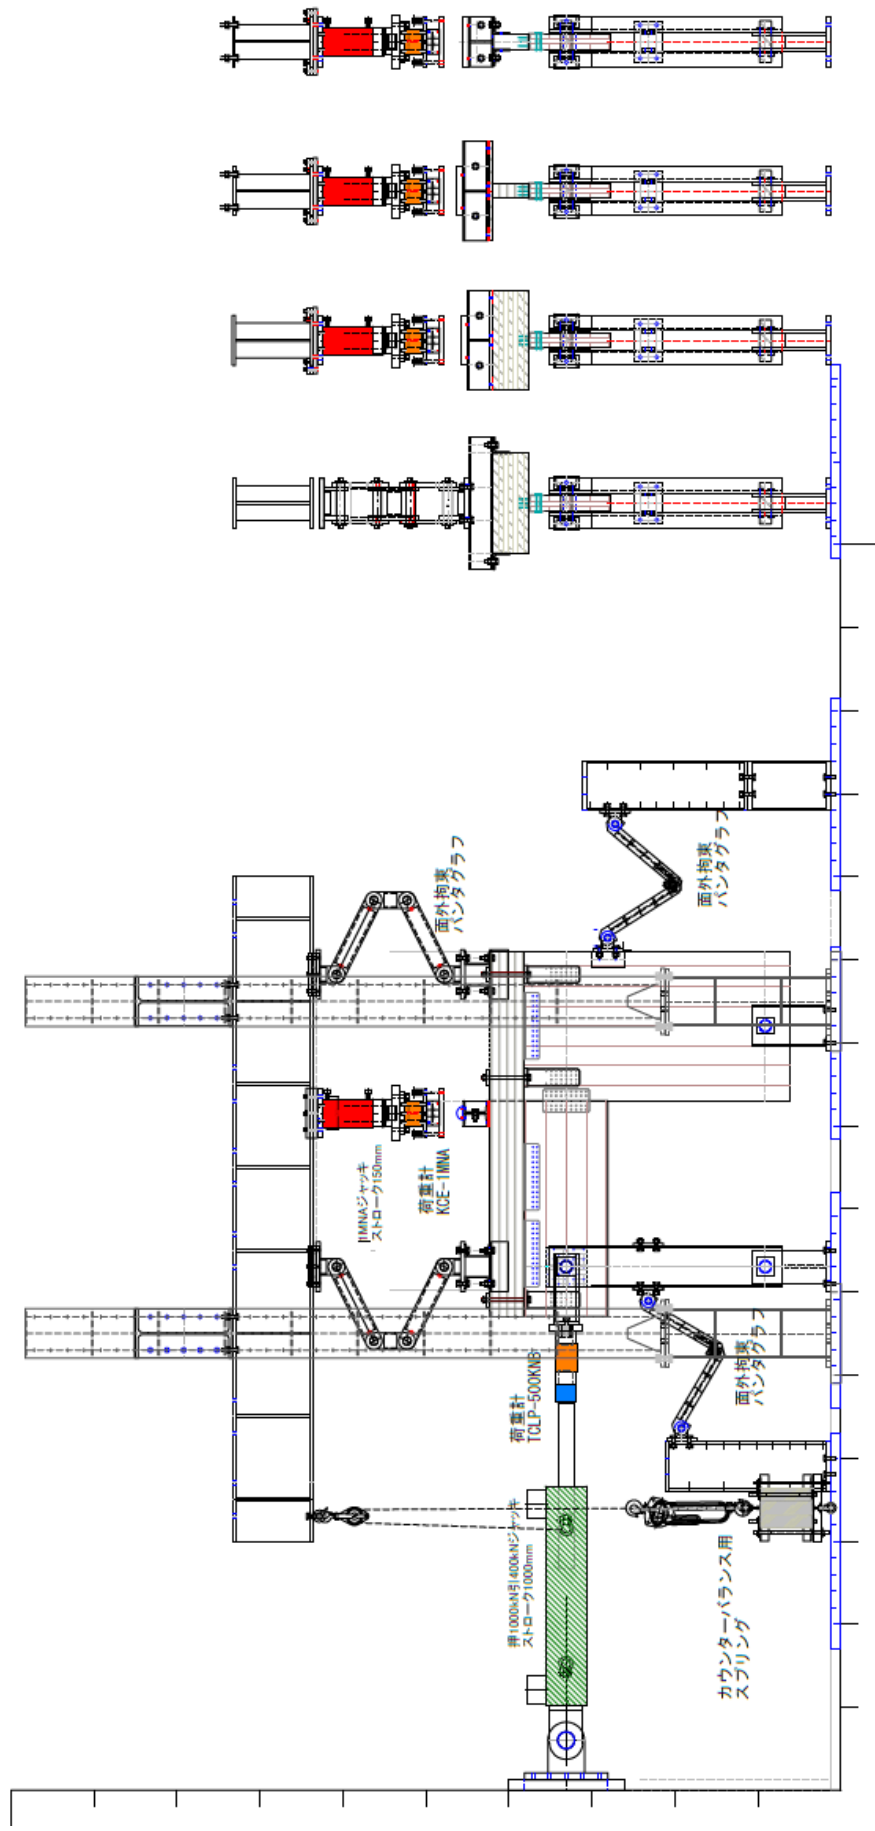 面外拘束
パンタグラフ
面外拘束
パンタグラフ
1MNAジャッキ
ストローク150mm
荷重計
KCE-1MNA
荷重計
TCLP-500KNB
面外拘束
パンタグラフ
押1000kN引400kNジャッキ
ストローク1000mm
カウンターバランス用
スプリング